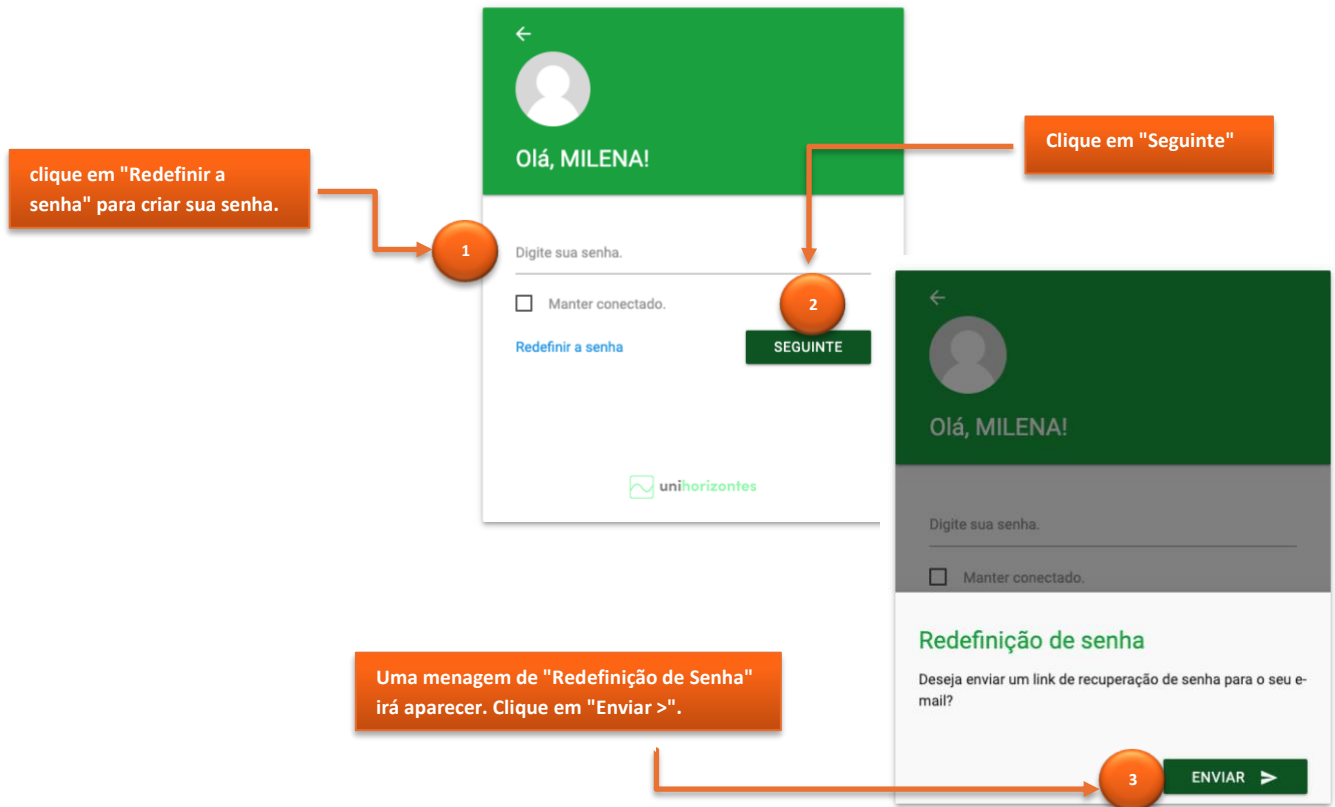 Olá, MILENA!
clique em "Redefinir a
senha" para criar sua senha.
Clique em "Seguinte"
1
Digite sua senha.
Manter conectado.
2
Redefinir a senha
SEGUINTE
unihorizontes
Olá, MILENA!
Digite sua senha.
Manter conectado.
Redefinição de senha
Deseja enviar um link de recuperação de senha para o seu e-
mail?
Uma menagem de "Redefinição de Senha"
irá aparecer. Clique em "Enviar >".
3
ENVIAR